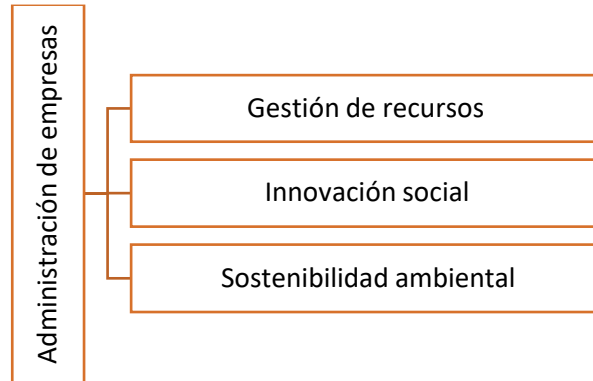 Administración de empresas
Gestión de recursos
Innovación social
Sostenibilidad ambiental